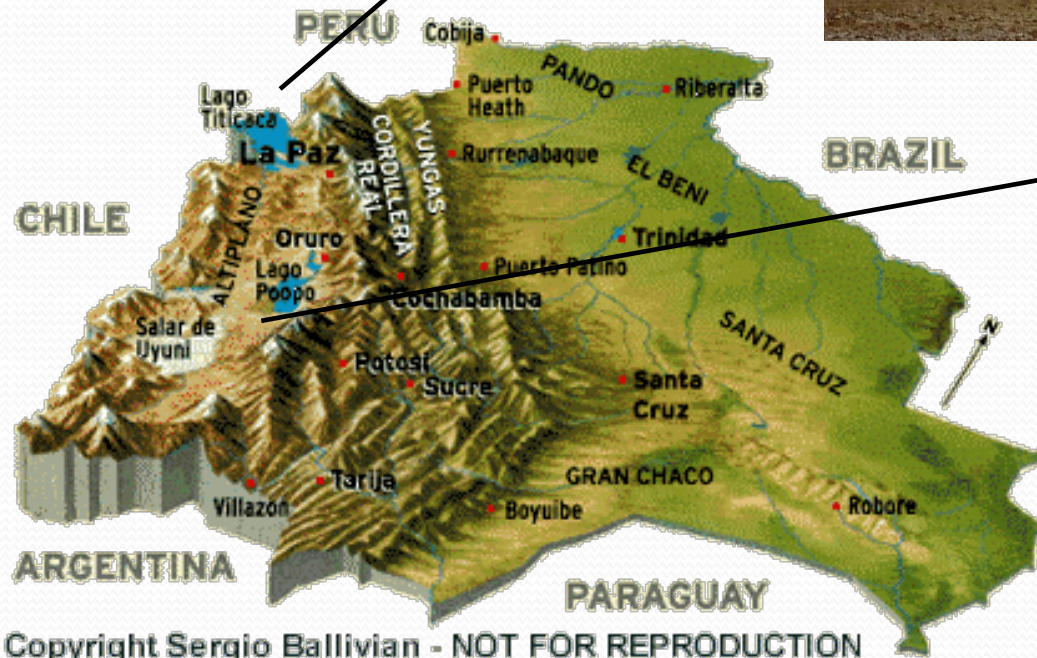 PERU
Cobija
PANDO
Puerto
Heath
Riberalta
Lago
Titicaca
La Paz
CORDILLERA
REAL
YUNGAS
Rurrenabaque
EL BENI
BRAZIL
CHILE
ALTIPLANO
Oruro
Trinidad
Lago
Poopo
Puerto Patino
Cochabamba
Salar de
Uyuni
SANTA CRUZ
N
Potosi
Sucre
Santa
Cruz
Tarija
GRAN CHACO
Villazon
Boyuibe
Robore
ARGENTINA
PARAGUAY
Copyright Sergio Ballivian - NOT FOR REPRODUCTION